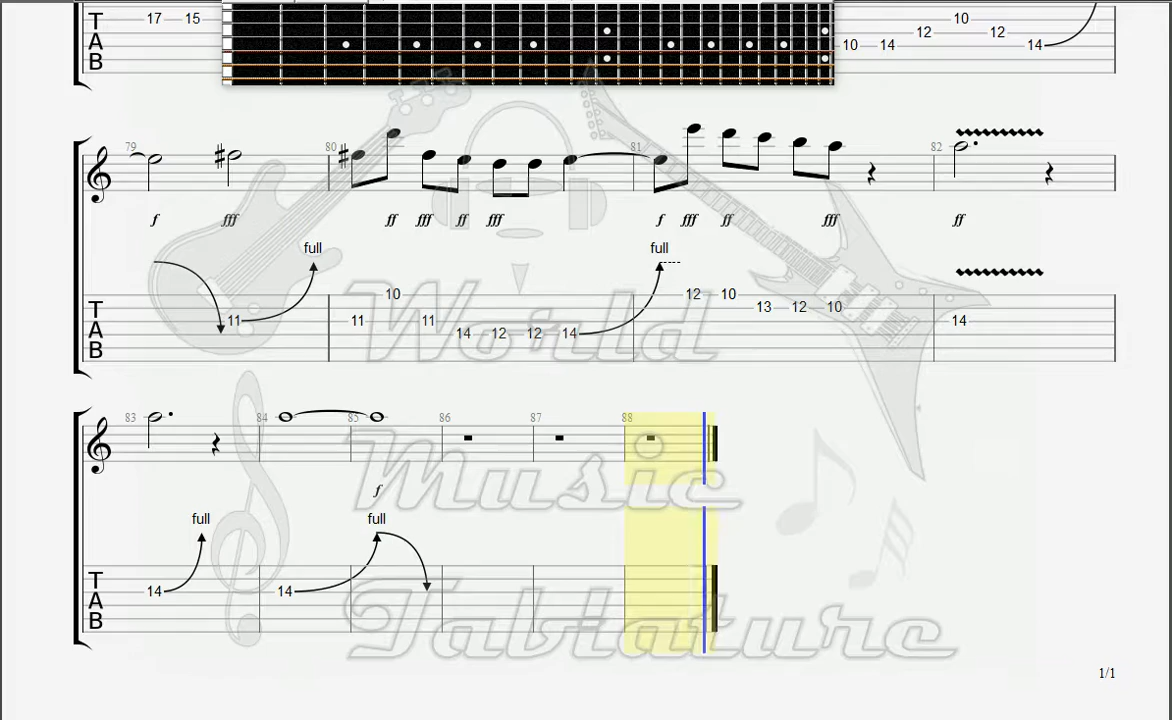 17 15 10 14 12 10 12 14
T
A
B
79 80 81 82
f fff ff fff ff fff f fff ff fff ff
full full
10 12 10
T 13 12 10
11 11 11 14
A 14 12 12 14
B
World
83 84 85 86 87 88
Music
f
full full
T
A 14 14
B
Tablature
1/1